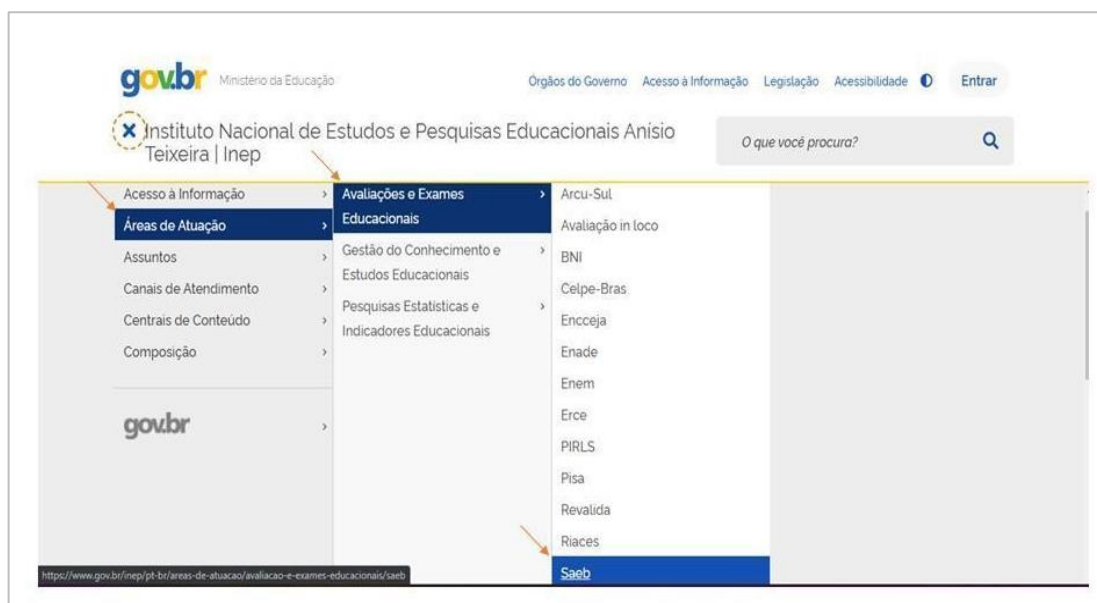 gov.br Ministério da Educação Órgãos do Governo Acesso à Informação Legislação Acessibilidade Entrar
Instituto Nacional de Estudos e Pesquisas Educacionais Anísio
Teixeira | Inep
O que você procura?
Acesso à Informação
Áreas de Atuação
Assuntos
Canais de Atendimento
Centrais de Conteúdo
Composição
gov.br
Avaliações e Exames
Educacionais
Gestão do Conhecimento e
Estudos Educacionais
Pesquisas Estatísticas e
Indicadores Educacionais
Arcu-Sul
Avaliação in loco
BNI
Celpe-Bras
Encceja
Enade
Enem
Erce
PIRLS
Pisa
Revalida
Riaces
Saeb
https://www.gov.br/inep/pt-br/areas-de-atuacao/avaliacao-e-exames-educacionais/saeb